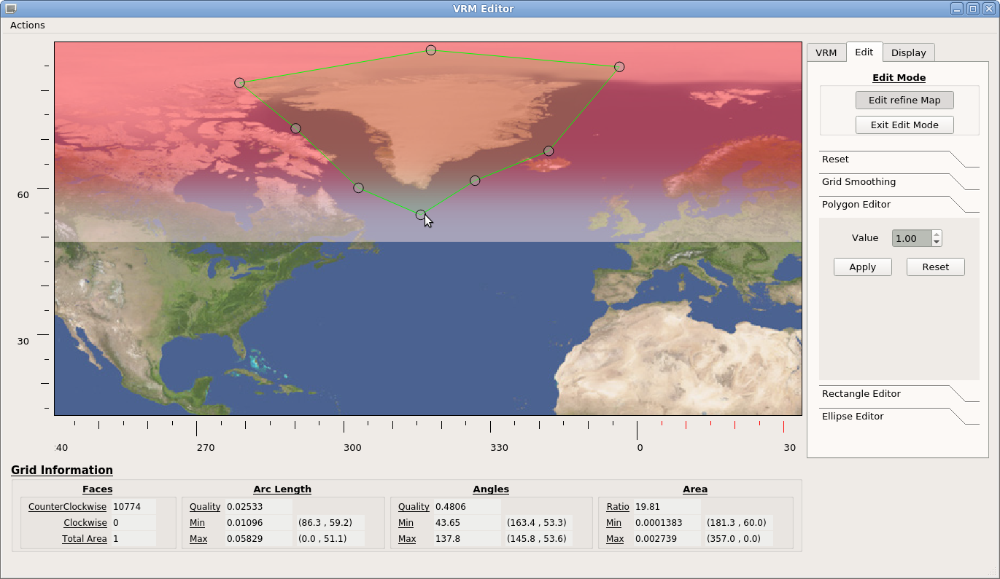 VRM Editor
Actions
VRM Edit Display
Edit Mode
Edit refine Map
Exit Edit Mode
Reset
Grid Smoothing
Polygon Editor
Value 1.00
Apply Reset
Rectangle Editor
Ellipse Editor
60
30
40 270 300 330 0 30
Grid Information
Faces Arc Length Angles Area
CounterClockwise 10774 Quality 0.02533 Quality 0.4806 Ratio 19.81
Clockwise 0 Min 0.01096 (86.3 , 59.2) Min 43.65 (163.4 , 53.3) Min 0.0001383 (181.3 , 60.0)
Total Area 1 Max 0.05829 (0.0 , 51.1) Max 137.8 (145.8 , 53.6) Max 0.002739 (357.0 , 0.0)